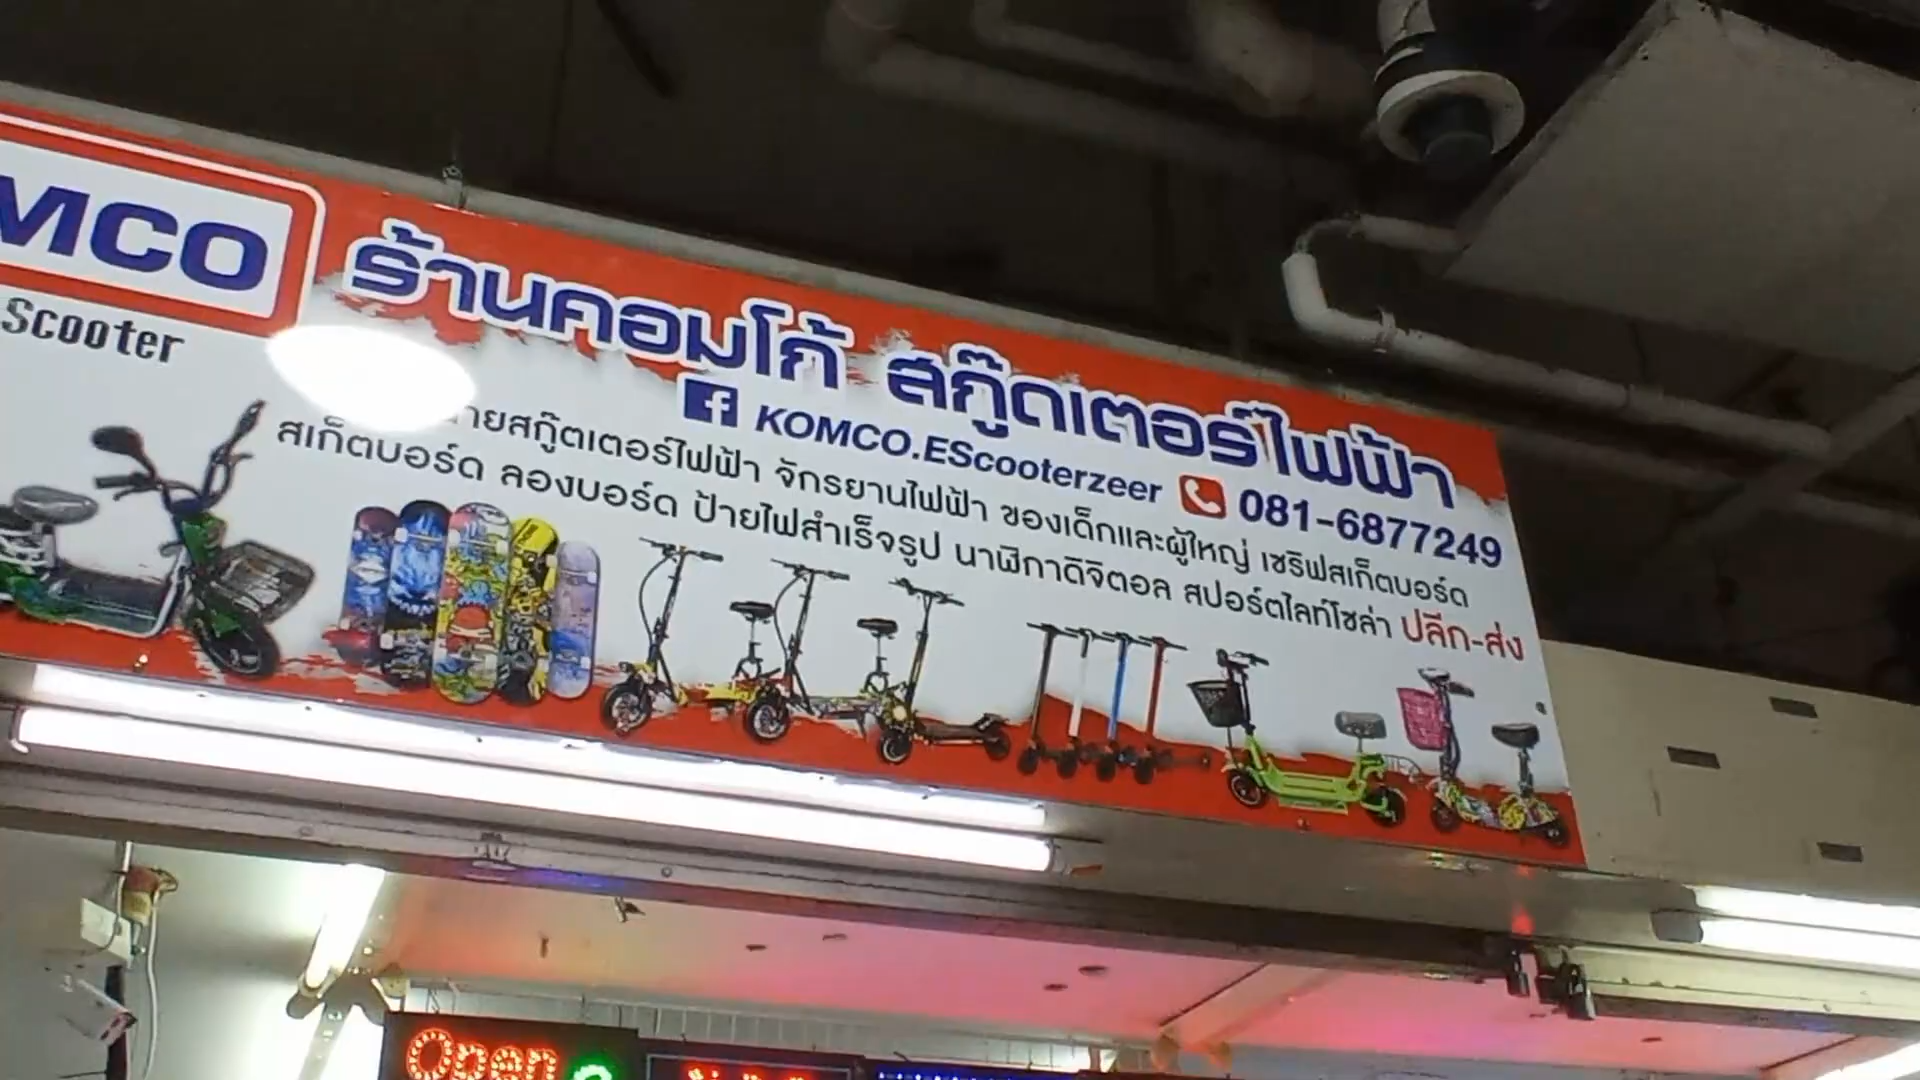 MCO
Scooter
ร้านคอมโก้ สกู๊ดเตอร์ไฟฟ้า
KOMCO.EScooterzeer 081-6877249
สกู๊ตเตอร์ไฟฟ้า จักรยานไฟฟ้า ของเด็กและผู้ใหญ่ เซริฟสเก็ตบอร์ด
สเก็ตบอร์ด ลองบอร์ด ป้ายไฟสำเร็จรูป นาฬิกาดิจิตอล สปอร์ตไลท์โซล่า ปลีก-ส่ง
Open